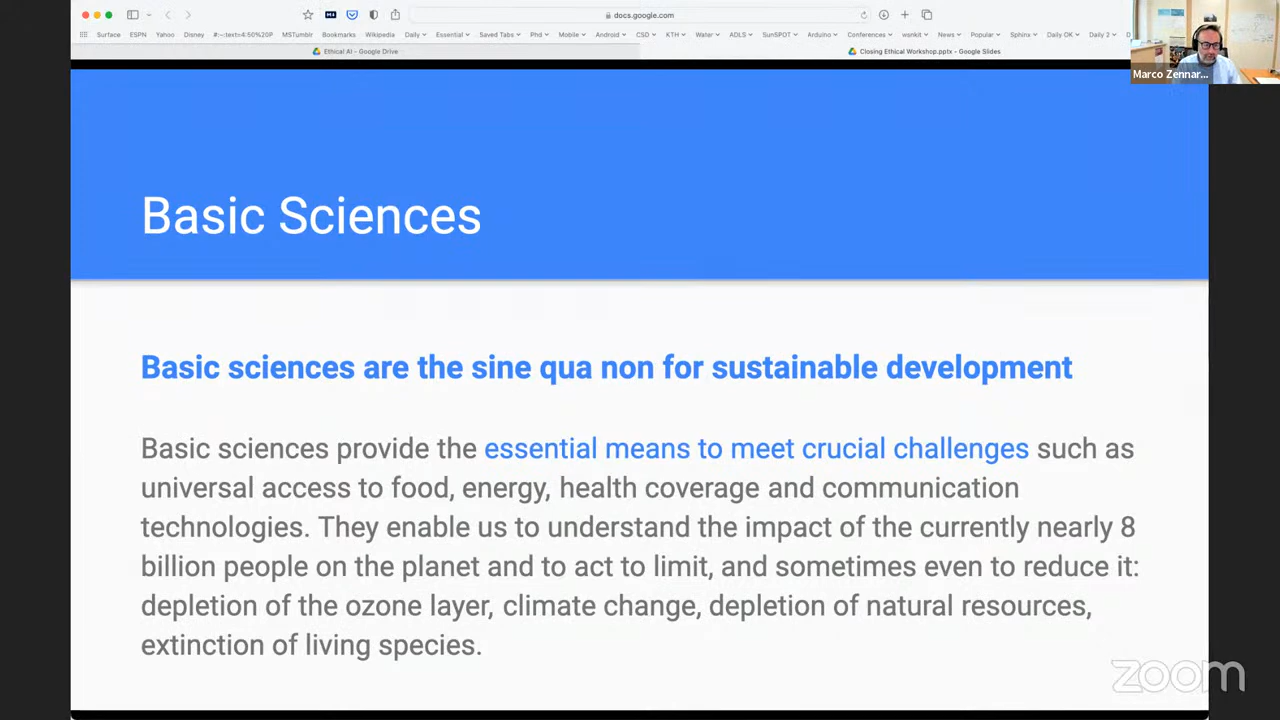 docs.google.com
Surface ESPN Yahoo Disney #:~:text=4:50%20P MSTumblr Bookmarks Wikipedia Daily Essential Saved Tabs Phd Mobile Android CSD KTH Water ADLS SunSPOT Arduino Conferences wsnkit News Popular Sphinx Daily OK Daily 2 D
Ethical AI - Google Drive
Closing Ethical Workshop.pptx - Google Slides
Marco Zennar...
Basic Sciences
Basic sciences are the sine qua non for sustainable development
Basic sciences provide the essential means to meet crucial challenges such as
universal access to food, energy, health coverage and communication
technologies. They enable us to understand the impact of the currently nearly 8
billion people on the planet and to act to limit, and sometimes even to reduce it:
depletion of the ozone layer, climate change, depletion of natural resources,
extinction of living species.
zoom